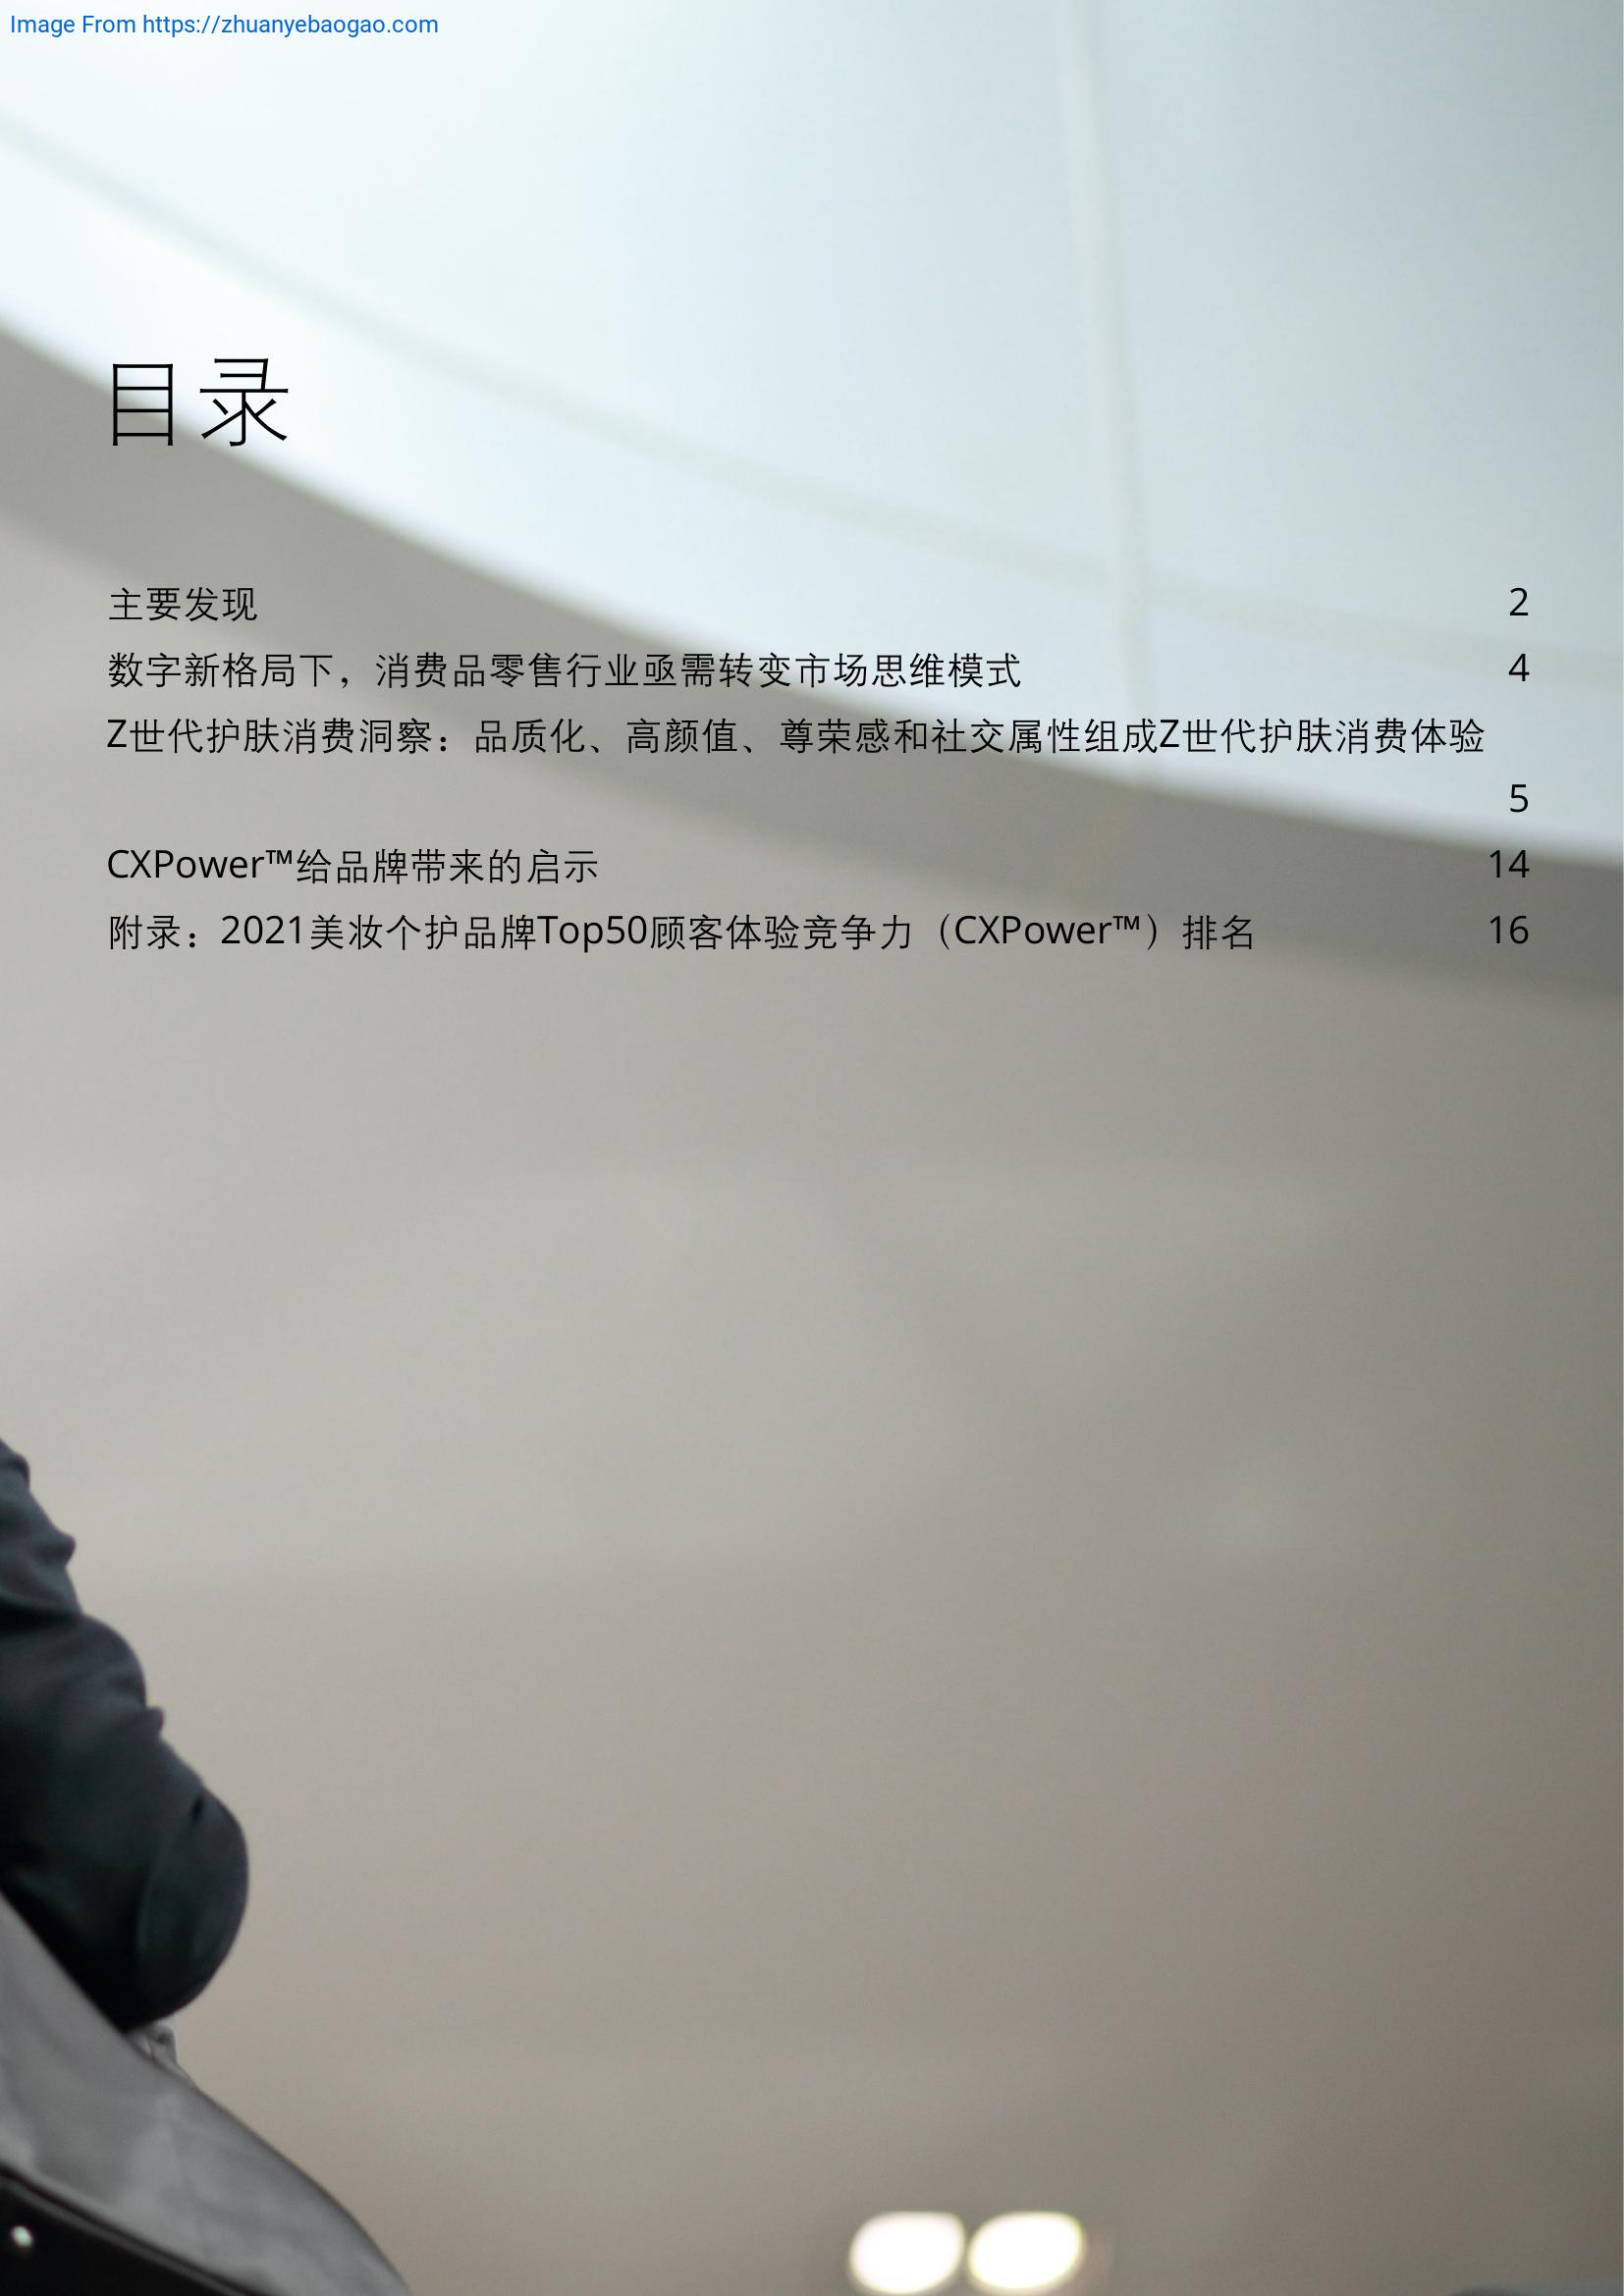 Image From https://zhuanyebaogao.com
目录
主要发现 2
数字新格局下，消费品零售行业亟需转变市场思维模式 4
Z世代护肤消费洞察：品质化、高颜值、尊荣感和社交属性组成Z世代护肤消费体验
5
CXPower™给品牌带来的启示 14
附录：2021美妆个护品牌Top50顾客体验竞争力（CXPower™）排名 16